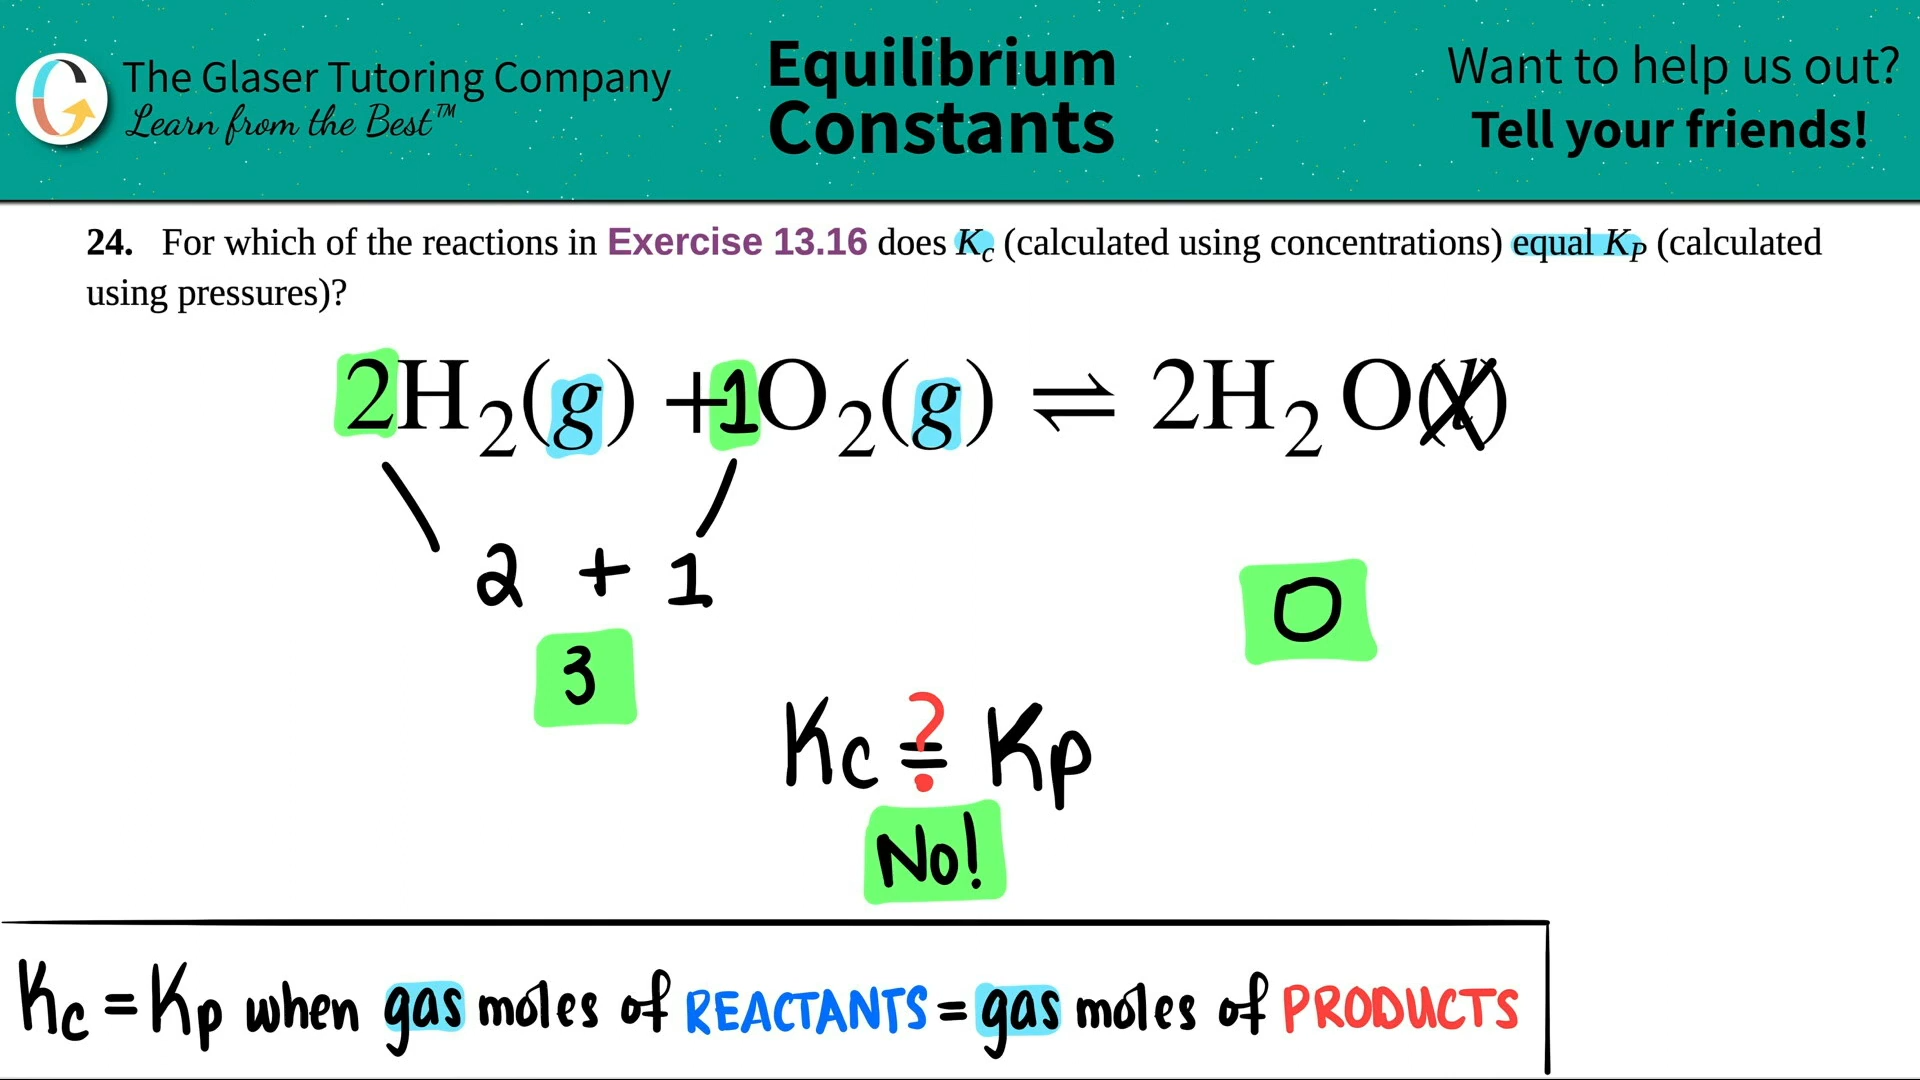 The Glaser Tutoring Company
Learn from the Best™
Equilibrium
Constants
Want to help us out?
Tell your friends!
24. For which of the reactions in Exercise 13.16 does Kc (calculated using concentrations) equal KP (calculated
using pressures)?
2H₂(g) + 1O₂(g) ⇌ 2H₂O(l)
2 + 1
0
3
Kc ≟ Kp
No!
Kc = Kp when gas moles of REACTANTS = gas moles of PRODUCTS